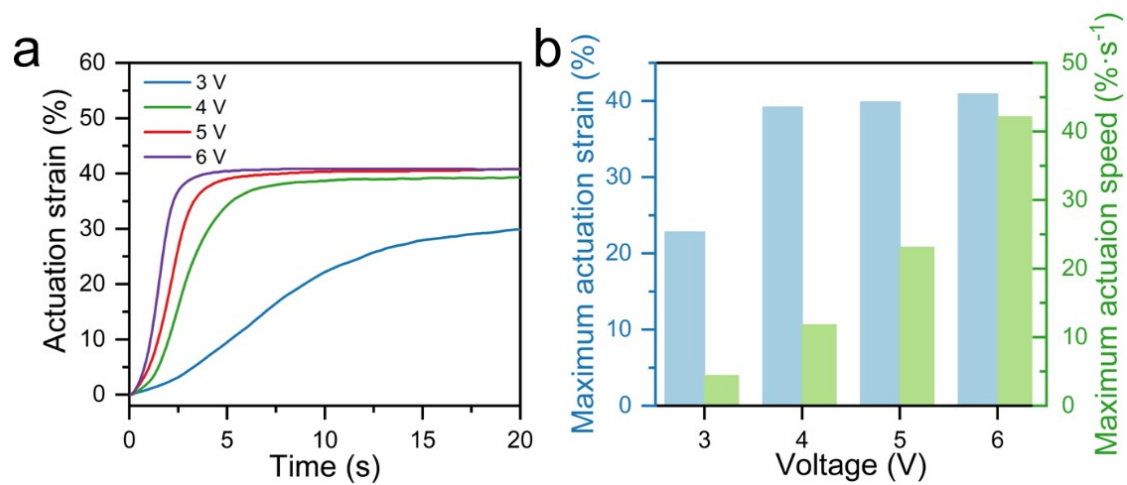 a
60
50
40
30
20
10
0
Actuation strain (%)
3 V
4 V
5 V
6 V
0 5 10 15 20
Time (s)
b
40
30
20
10
0
Maximum actuation strain (%)
50
40
30
20
10
0
Maximum actuaion speed (%·s⁻¹)
3 4 5 6
Voltage (V)